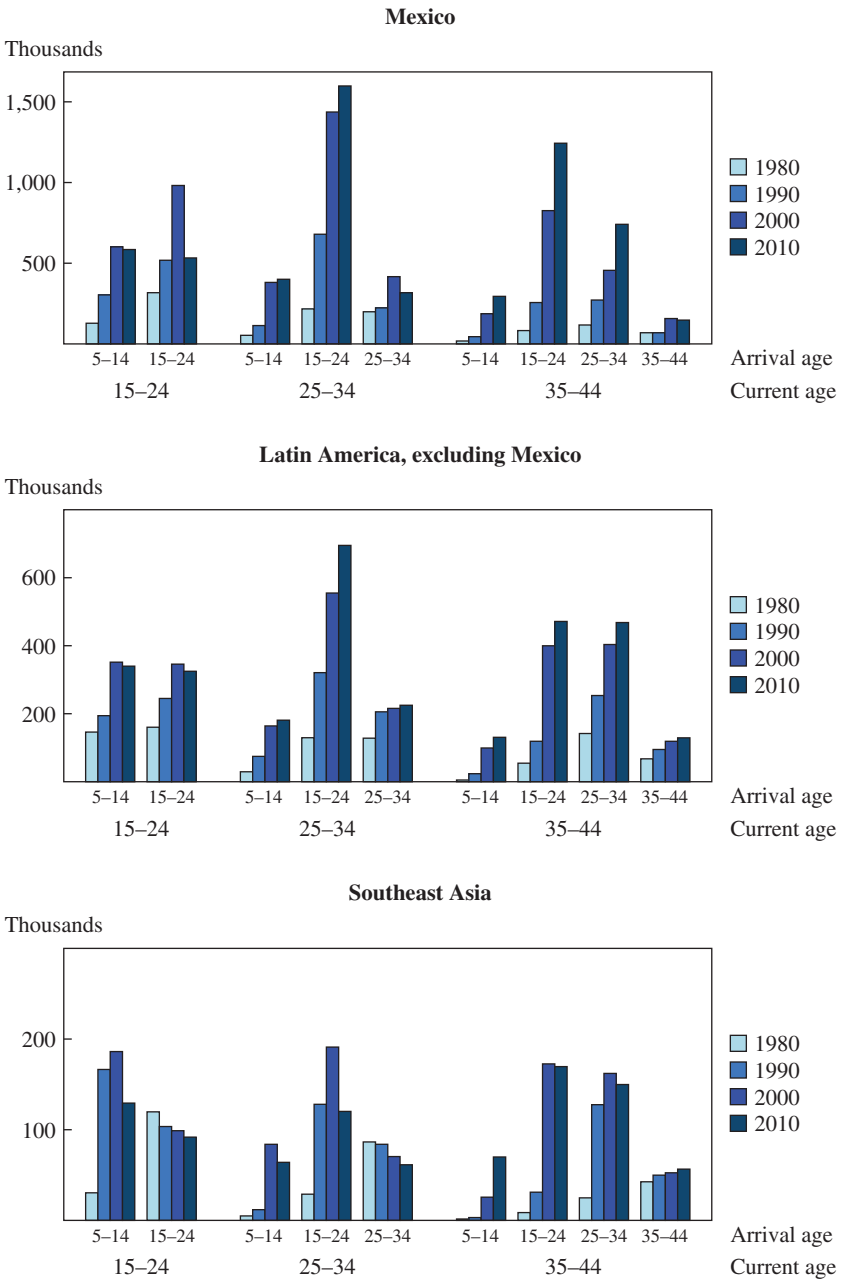 Mexico
Thousands
1,500
1,000
500
1980
1990
2000
2010
5–14 15–24 5–14 15–24 25–34 5–14 15–24 25–34 35–44 Arrival age
15–24 25–34 35–44 Current age
Latin America, excluding Mexico
Thousands
600
400
200
1980
1990
2000
2010
5–14 15–24 5–14 15–24 25–34 5–14 15–24 25–34 35–44 Arrival age
15–24 25–34 35–44 Current age
Southeast Asia
Thousands
200
100
1980
1990
2000
2010
5–14 15–24 5–14 15–24 25–34 5–14 15–24 25–34 35–44 Arrival age
15–24 25–34 35–44 Current age